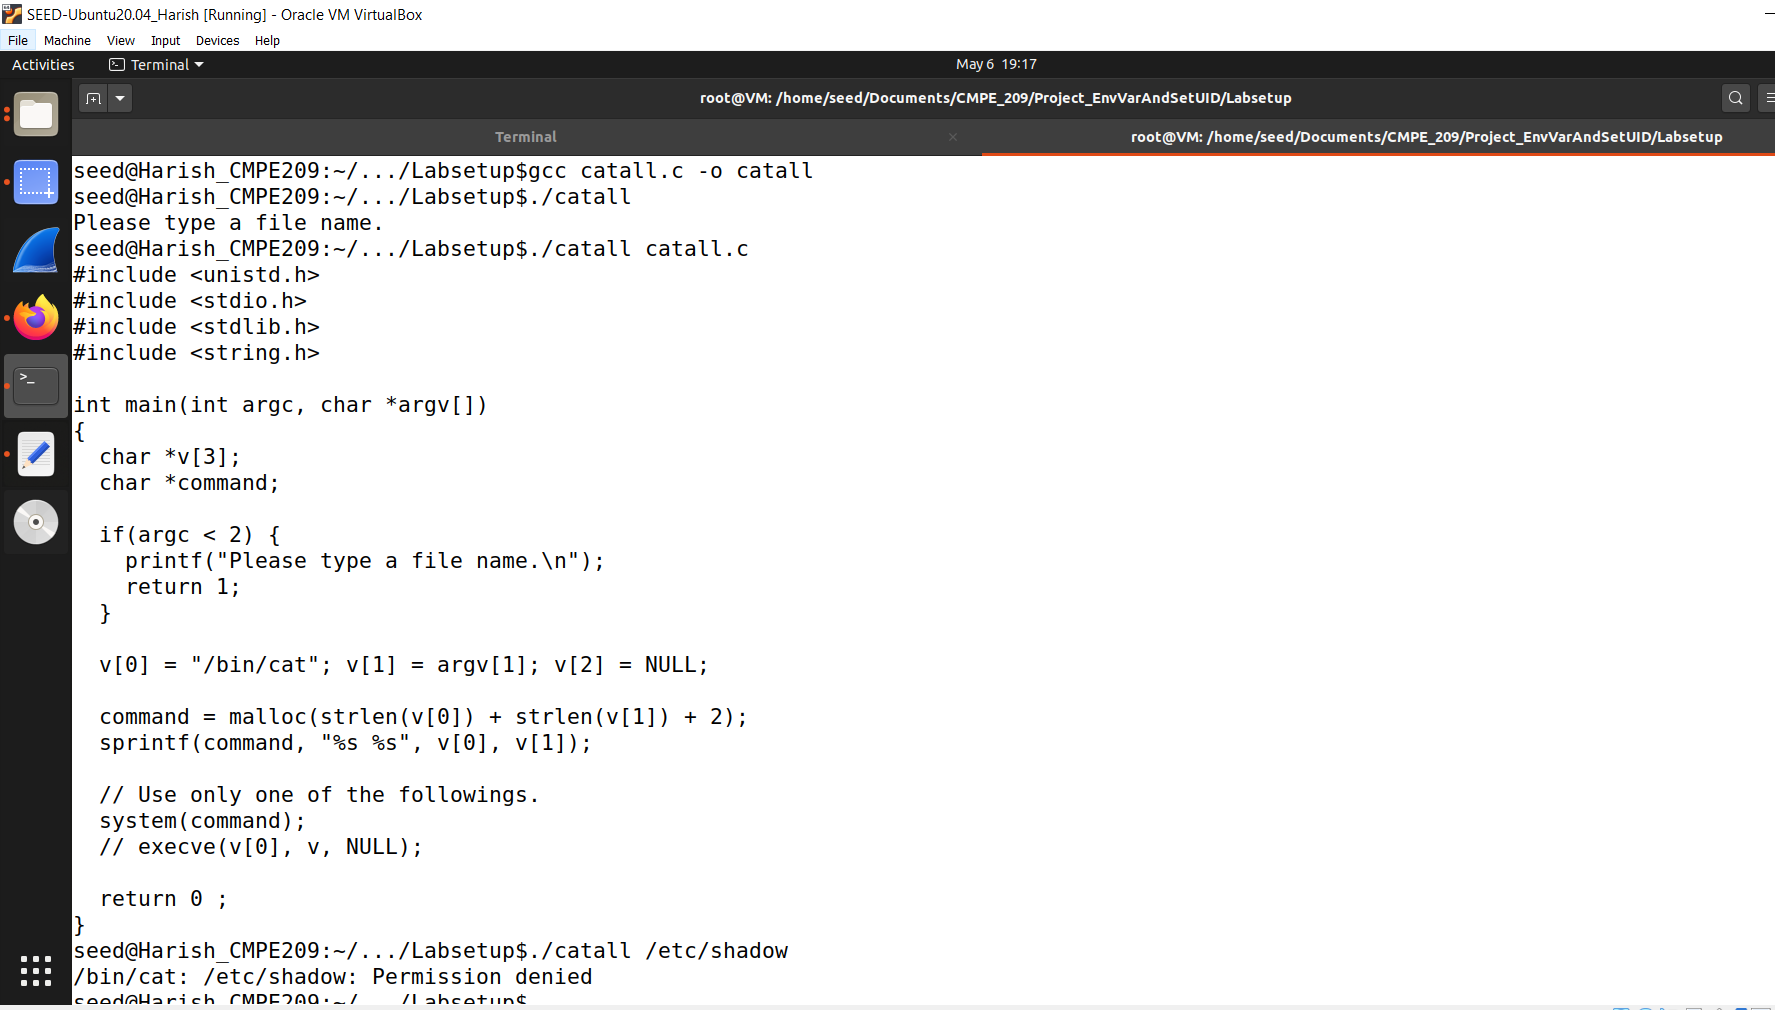 SEED-Ubuntu20.04_Harish [Running] - Oracle VM VirtualBox
File Machine View Input Devices Help
Activities Terminal May 6 19:17
root@VM: /home/seed/Documents/CMPE_209/Project_EnvVarAndSetUID/Labsetup
Terminal × root@VM: /home/seed/Documents/CMPE_209/Project_EnvVarAndSetUID/Labsetup
seed@Harish_CMPE209:~/.../Labsetup$gcc catall.c -o catall
seed@Harish_CMPE209:~/.../Labsetup$./catall
Please type a file name.
seed@Harish_CMPE209:~/.../Labsetup$./catall catall.c
#include <unistd.h>
#include <stdio.h>
#include <stdlib.h>
#include <string.h>
int main(int argc, char *argv[])
{
  char *v[3];
  char *command;
  if(argc < 2) {
    printf("Please type a file name.\n");
    return 1;
  }
  v[0] = "/bin/cat"; v[1] = argv[1]; v[2] = NULL;
  command = malloc(strlen(v[0]) + strlen(v[1]) + 2);
  sprintf(command, "%s %s", v[0], v[1]);
  // Use only one of the followings.
  system(command);
  // execve(v[0], v, NULL);
  return 0 ;
}
seed@Harish_CMPE209:~/.../Labsetup$./catall /etc/shadow
/bin/cat: /etc/shadow: Permission denied
seed@Harish_CMPE209:~/.../Labsetup$